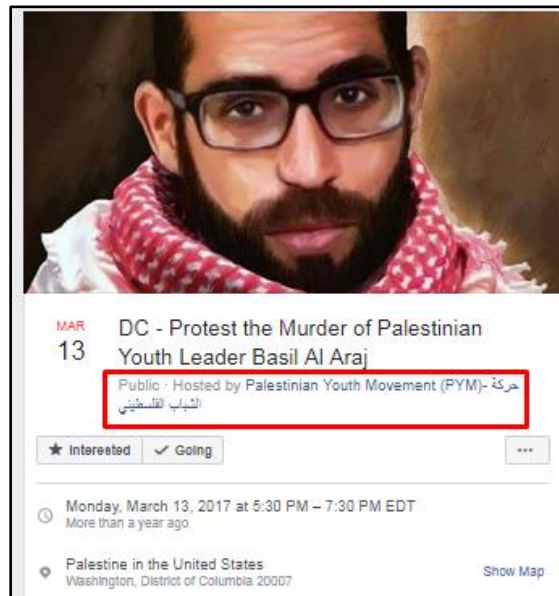 MAR
13
DC - Protest the Murder of Palestinian
Youth Leader Basil Al Araj
Public · Hosted by Palestinian Youth Movement (PYM)- حركة
الشباب الفلسطيني
Interested
Going
...
Monday, March 13, 2017 at 5:30 PM – 7:30 PM EDT
More than a year ago
Palestine in the United States
Show Map
Washington, District of Columbia 20007